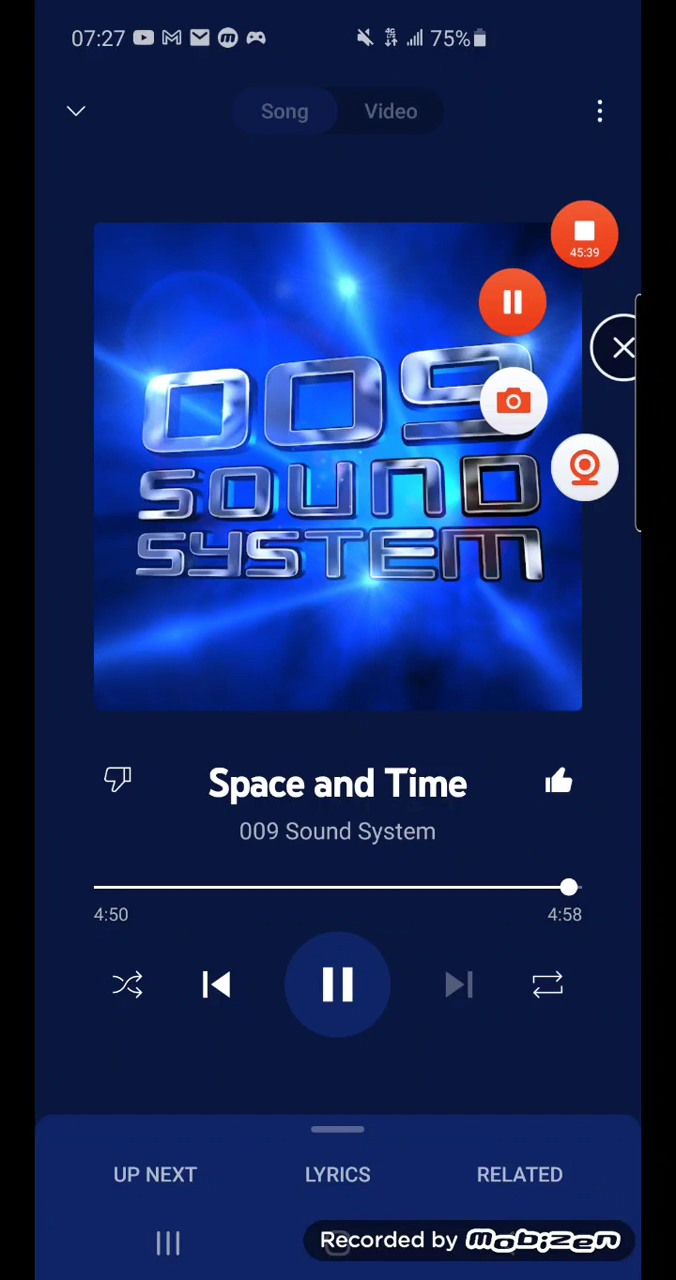 07:27 75%
Song Video
45:39
009
SOUND
SYSTEM
Space and Time
009 Sound System
4:50 4:58
UP NEXT LYRICS RELATED
Recorded by mobizen